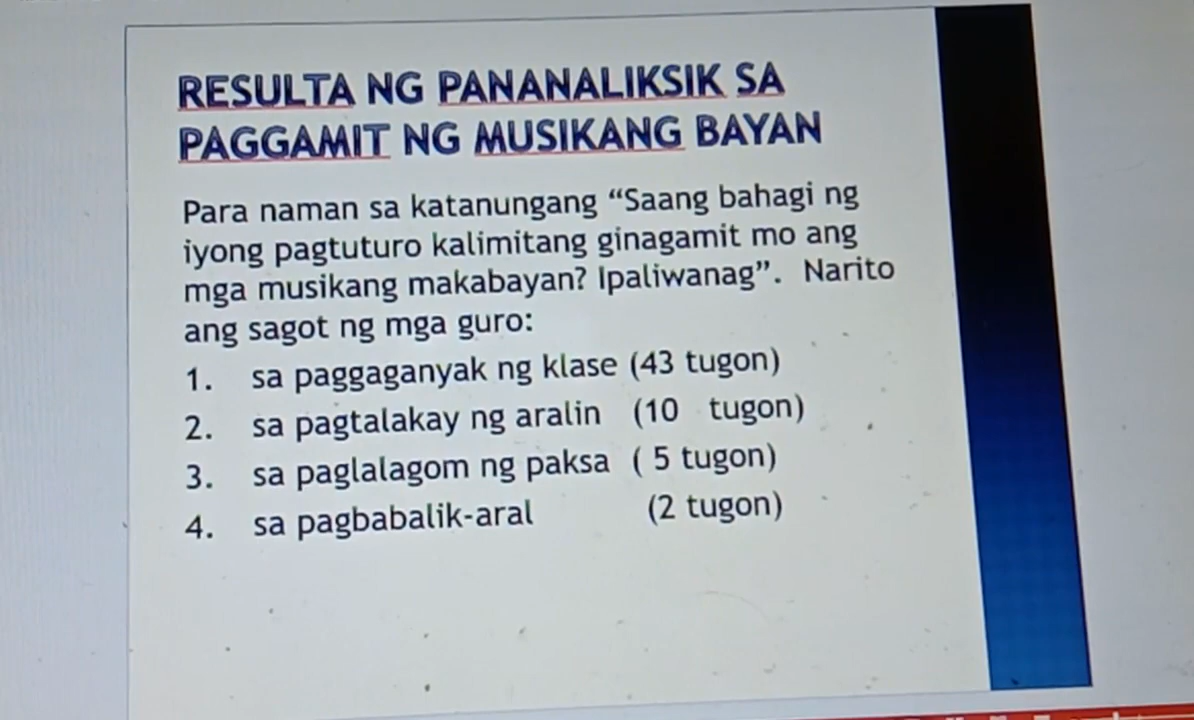 RESULTA NG PANANALIKSIK SA
PAGGAMIT NG MUSIKANG BAYAN
Para naman sa katanungang “Saang bahagi ng
iyong pagtuturo kalimitang ginagamit mo ang
mga musikang makabayan? Ipaliwanag”. Narito
ang sagot ng mga guro:
1. sa paggaganyak ng klase (43 tugon)
2. sa pagtalakay ng aralin (10 tugon)
3. sa paglalagom ng paksa ( 5 tugon)
4. sa pagbabalik-aral (2 tugon)